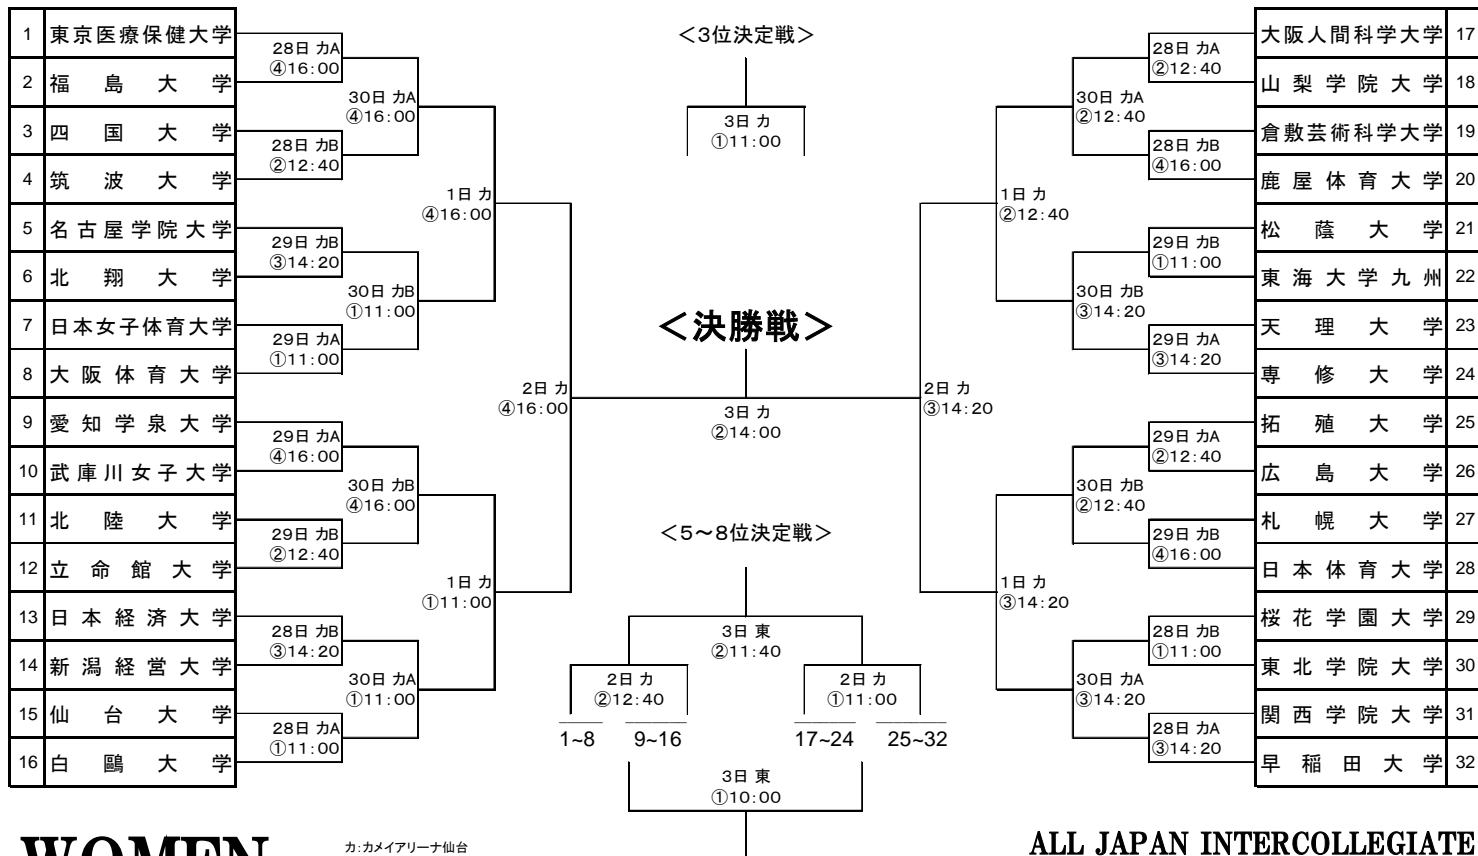 1 東京医療保健大学
2 福島大学
3 四国大学
4 筑波大学
5 名古屋学院大学
6 北翔大学
7 日本女子体育大学
8 大阪体育大学
9 愛知学泉大学
10 武庫川女子大学
11 北陸大学
12 立命館大学
13 日本経済大学
14 新潟経営大学
15 仙台大学
16 白鷗大学
28日 カA
④16:00
28日 カB
②12:40
29日 カB
③14:20
29日 カA
①11:00
29日 カA
④16:00
29日 カB
②12:40
28日 カB
③14:20
28日 カA
①11:00
30日 カA
④16:00
30日 カB
①11:00
30日 カB
④16:00
30日 カA
①11:00
1日 カ
④16:00
1日 カ
①11:00
2日 カ
④16:00
＜3位決定戦＞
3日 カ
①11:00
＜決勝戦＞
3日 カ
②14:00
＜5～8位決定戦＞
3日 東
②11:40
2日 カ
②12:40
2日 カ
①11:00
1~8 9~16 17~24 25~32
3日 東
①10:00
2日 カ
③14:20
1日 カ
②12:40
1日 カ
③14:20
30日 カA
②12:40
30日 カB
③14:20
30日 カB
②12:40
30日 カA
③14:20
28日 カA
②12:40
28日 カB
④16:00
29日 カB
①11:00
29日 カA
③14:20
29日 カA
②12:40
29日 カB
④16:00
28日 カB
①11:00
28日 カA
③14:20
大阪人間科学大学 17
山梨学院大学 18
倉敷芸術科学大学 19
鹿屋体育大学 20
松蔭大学 21
東海大学九州 22
天理大学 23
専修大学 24
拓殖大学 25
広島大学 26
札幌大学 27
日本体育大学 28
桜花学園大学 29
東北学院大学 30
関西学院大学 31
早稲田大学 32
WOMEN
カ:カメイアリーナ仙台
ALL JAPAN INTERCOLLEGIATE